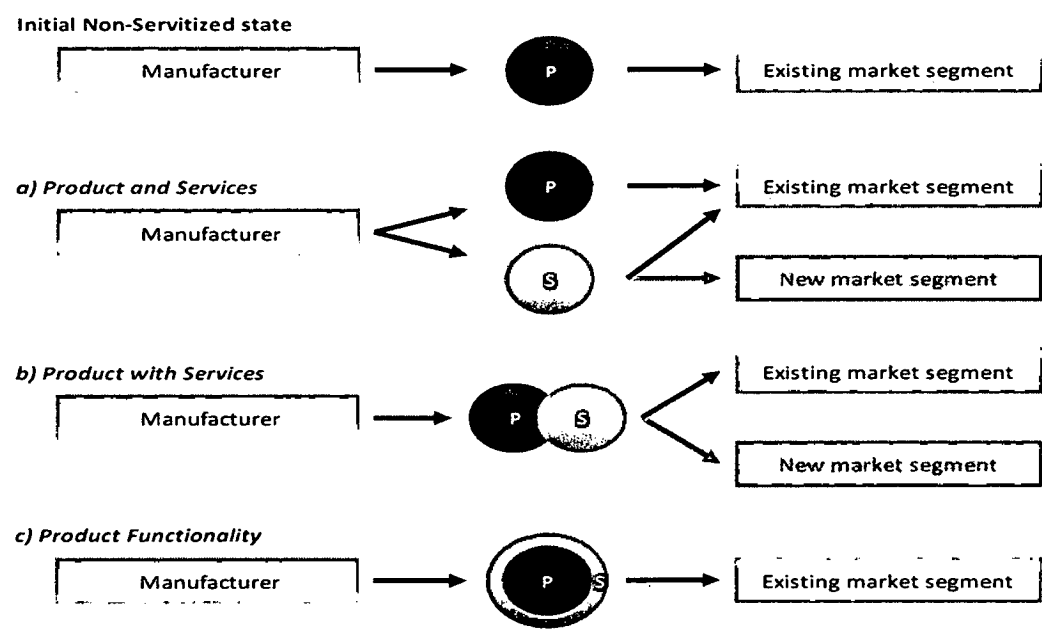 Initial Non-Servitized state
Manufacturer
P
Existing market segment
a) Product and Services
Manufacturer
P
Existing market segment
S
New market segment
b) Product with Services
Manufacturer
P
S
Existing market segment
New market segment
c) Product Functionality
Manufacturer
P
S
Existing market segment